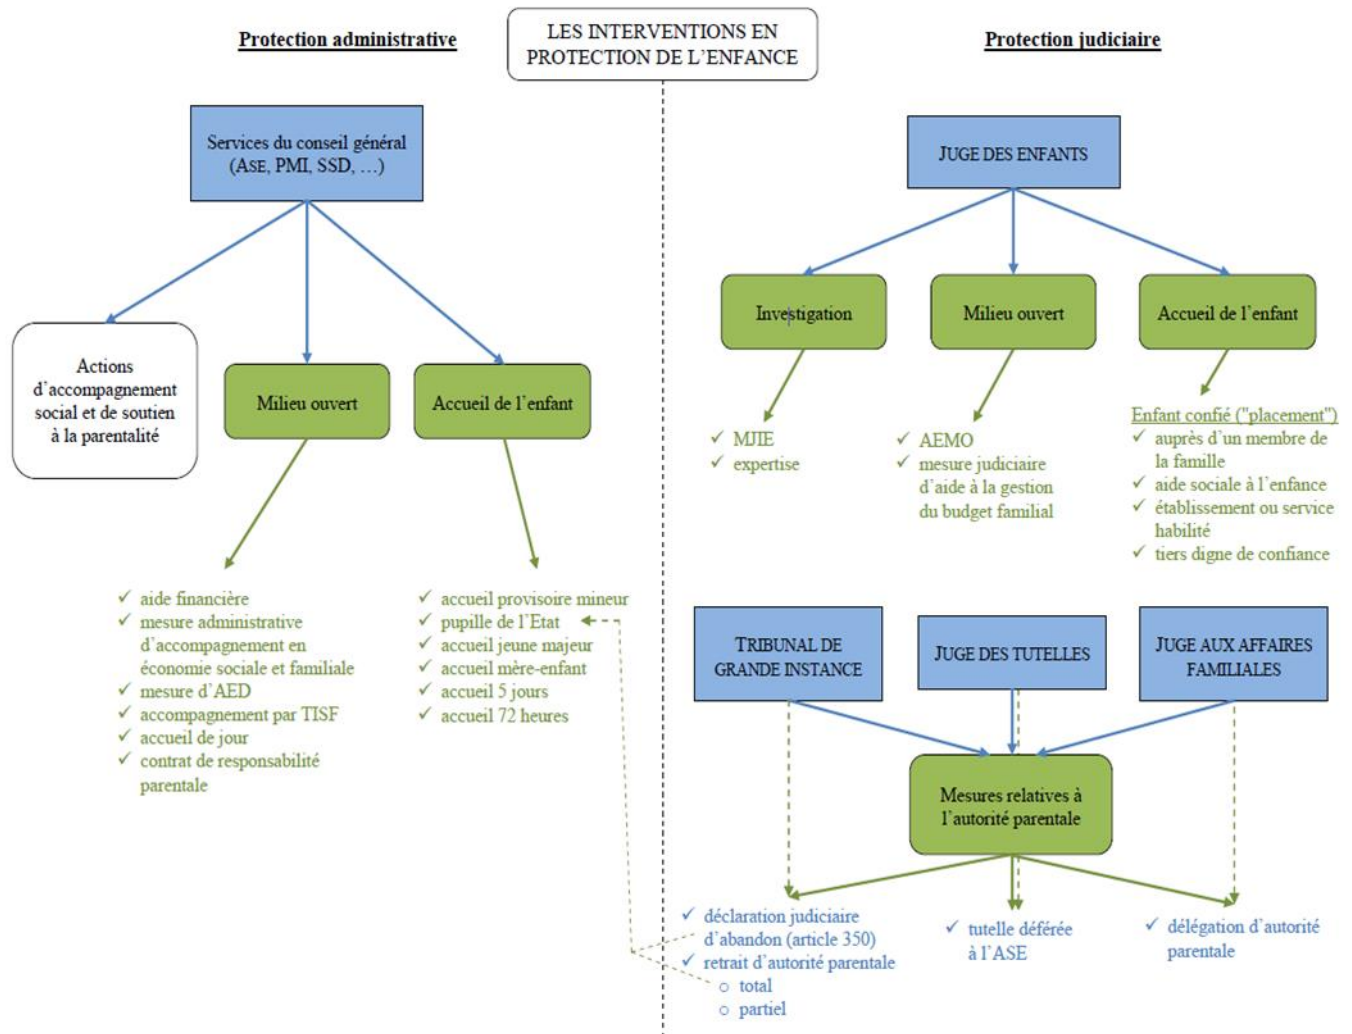 Protection administrative
LES INTERVENTIONS EN
PROTECTION DE L'ENFANCE
Protection judiciaire
Services du conseil général
(ASE, PMI, SSD, …)
Actions
d'accompagnement
social et de soutien
à la parentalité
Milieu ouvert
Accueil de l'enfant
✓ aide financière
✓ mesure administrative
d'accompagnement en
économie sociale et familiale
✓ mesure d'AED
✓ accompagnement par TISF
✓ accueil de jour
✓ contrat de responsabilité
parentale
✓ accueil provisoire mineur
✓ pupille de l'Etat
✓ accueil jeune majeur
✓ accueil mère-enfant
✓ accueil 5 jours
✓ accueil 72 heures
JUGE DES ENFANTS
Investigation
Milieu ouvert
Accueil de l'enfant
✓ MJIE
✓ expertise
✓ AEMO
✓ mesure judiciaire
d'aide à la gestion
du budget familial
Enfant confié ("placement")
✓ auprès d'un membre de
la famille
✓ aide sociale à l'enfance
✓ établissement ou service
habilité
✓ tiers digne de confiance
TRIBUNAL DE
GRANDE INSTANCE
JUGE DES TUTELLES
JUGE AUX AFFAIRES
FAMILIALES
Mesures relatives à
l'autorité parentale
✓ déclaration judiciaire
d'abandon (article 350)
✓ retrait d'autorité parentale
o total
o partiel
✓ tutelle déférée
à l'ASE
✓ délégation d'autorité
parentale